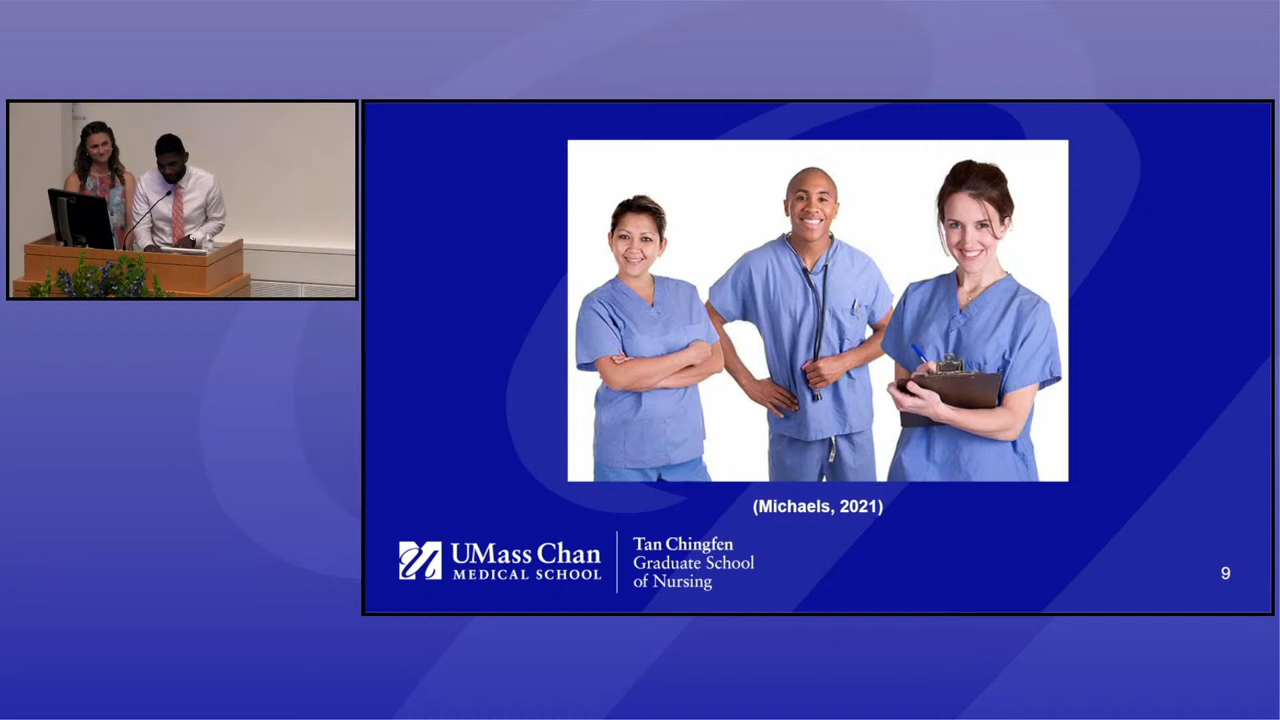 (Michaels, 2021)
UMass Chan
MEDICAL SCHOOL
Tan Chingfen
Graduate School
of Nursing
9